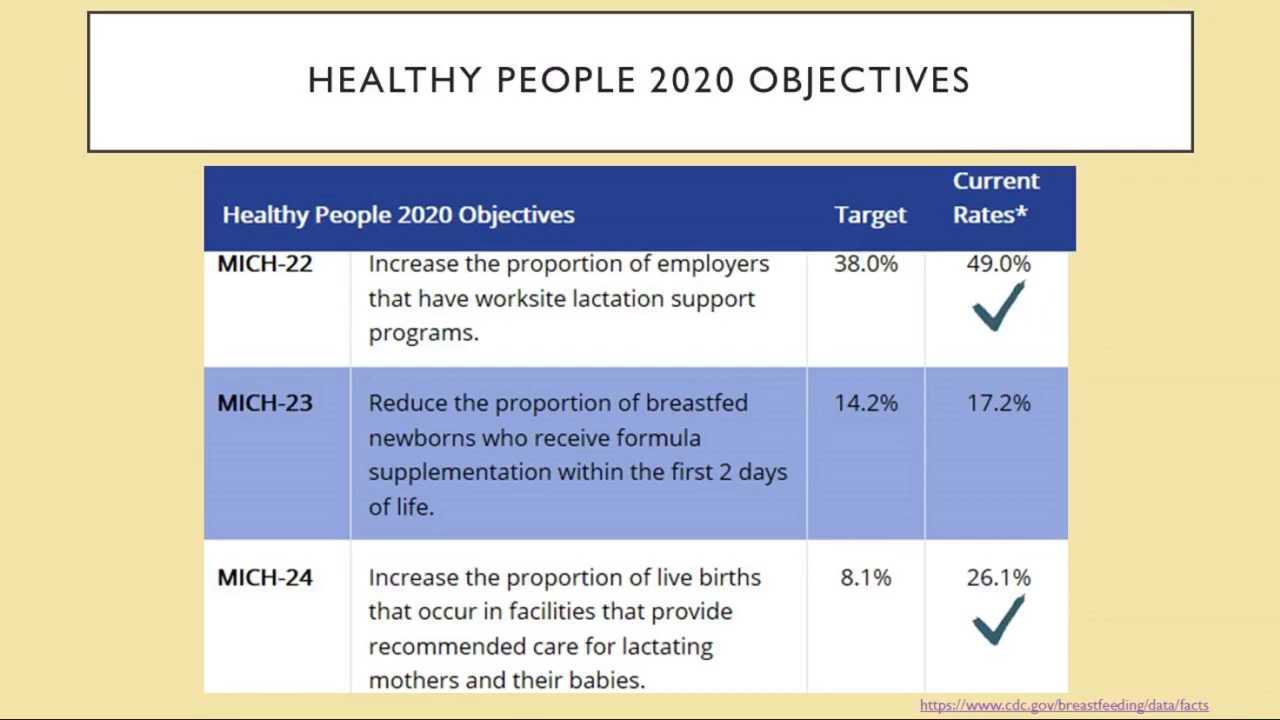 HEALTHY PEOPLE 2020 OBJECTIVES
Healthy People 2020 Objectives Target Current Rates*
MICH-22 Increase the proportion of employers 38.0% 49.0%
that have worksite lactation support
programs.
MICH-23 Reduce the proportion of breastfed 14.2% 17.2%
newborns who receive formula
supplementation within the first 2 days
of life.
MICH-24 Increase the proportion of live births 8.1% 26.1%
that occur in facilities that provide
recommended care for lactating
mothers and their babies.
https://www.cdc.gov/breastfeeding/data/facts